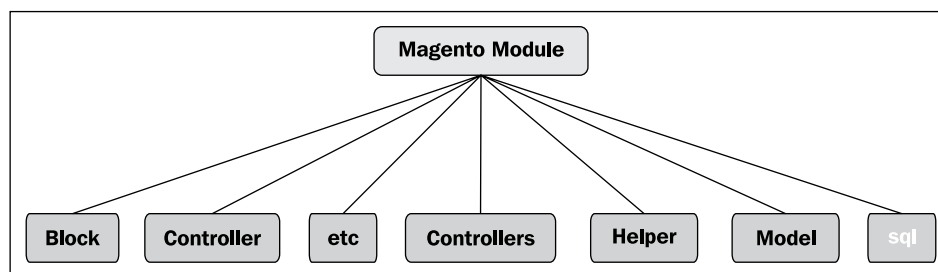 Magento Module
Block
Controller
etc
Controllers
Helper
Model
sql